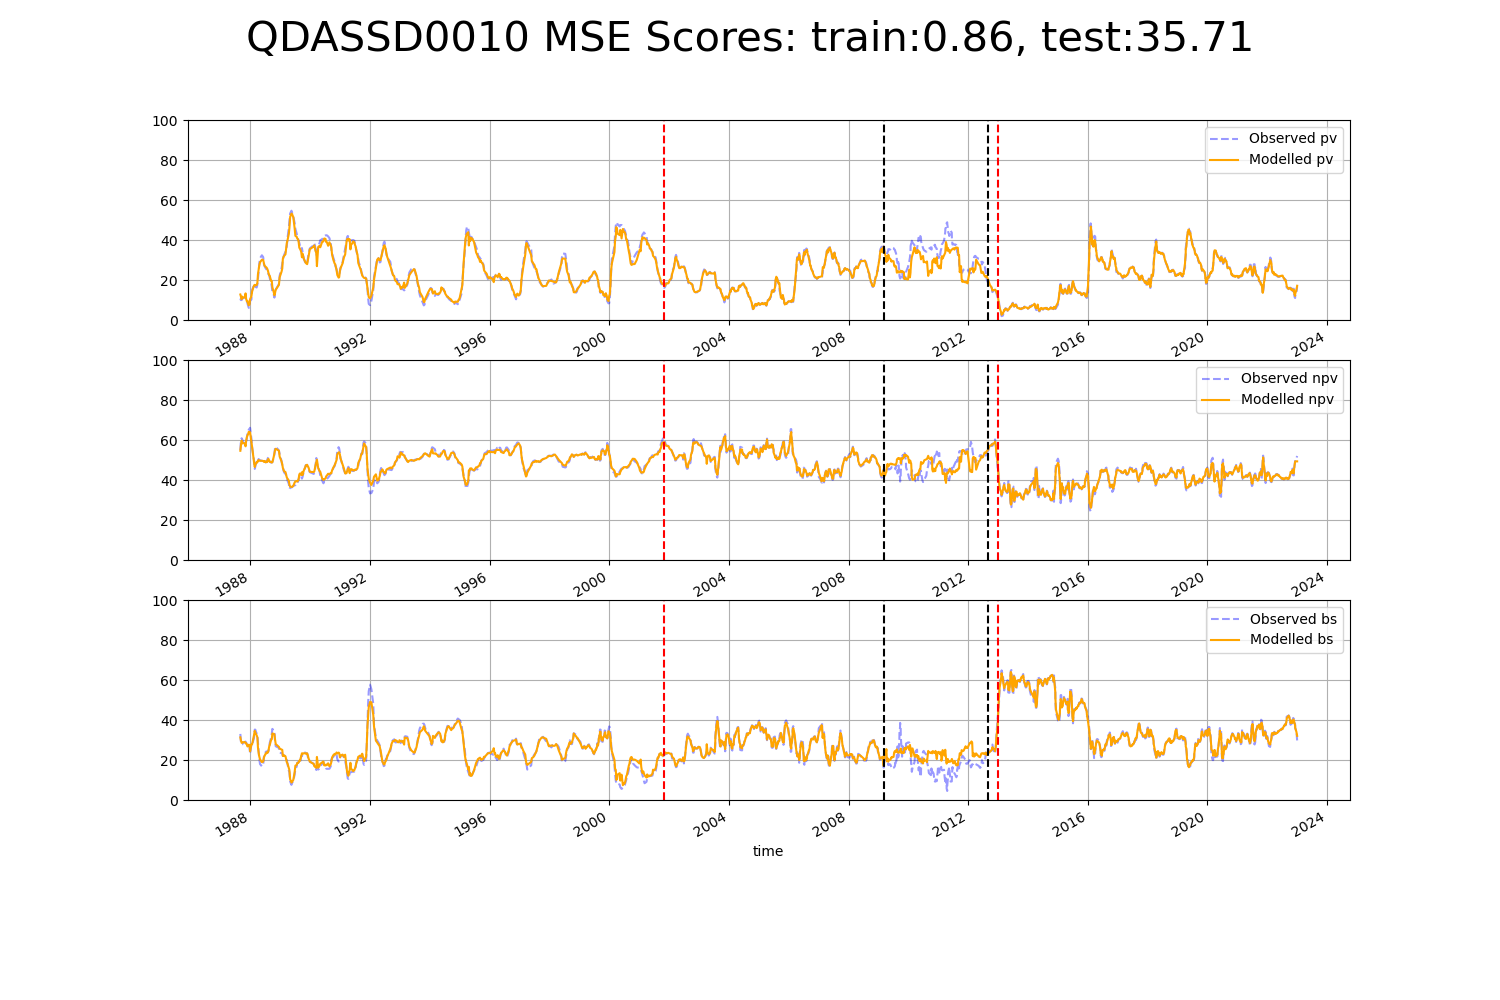 QDASSD0010 MSE Scores: train:0.86, test:35.71
100
80
60
40
20
0
Observed pv
Modelled pv
1988 1992 1996 2000 2004 2008 2012 2016 2020 2024
100
80
60
40
20
0
Observed npv
Modelled npv
1988 1992 1996 2000 2004 2008 2012 2016 2020 2024
100
80
60
40
20
0
Observed bs
Modelled bs
1988 1992 1996 2000 2004 2008 2012 2016 2020 2024
time